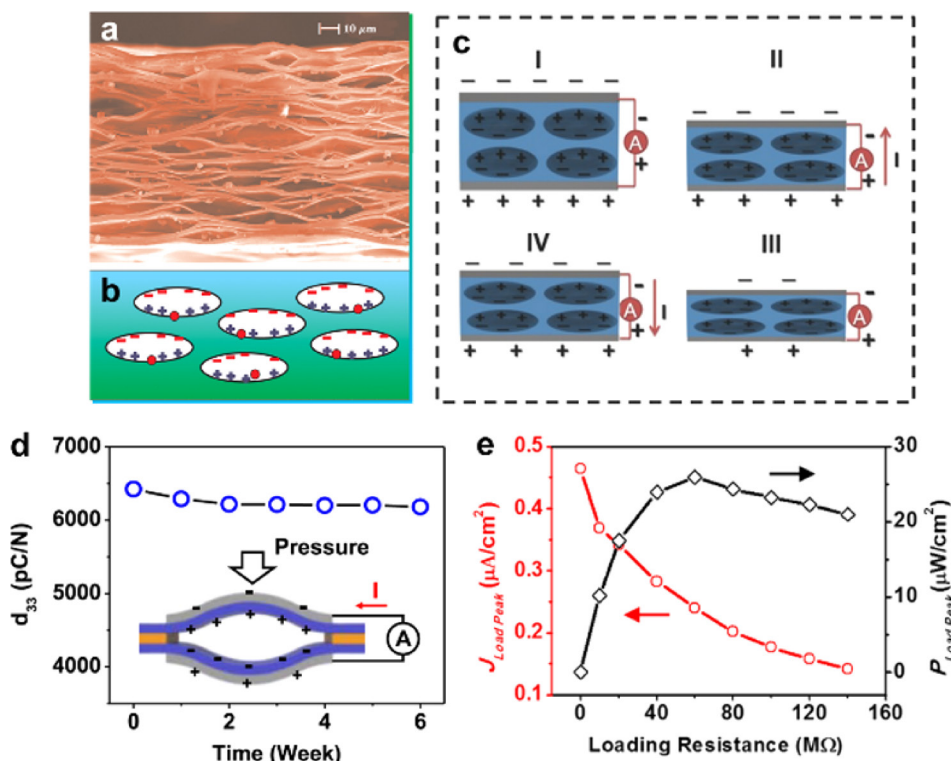 a
10 μm
b
c
I
II
− − − − −
− − − −
A
-
+
I
+ + + + +
+ + + +
IV
III
− − − −
− −
A
-
+
I
+ + + +
+ +
d
7000
6000
5000
4000
d33 (pC/N)
Pressure
I
A
0 2 4 6
Time (Week)
e
0.5
0.4
0.3
0.2
0.1
J Load Peak (μA/cm²)
30
20
10
0
P Load Peak (μW/cm²)
0 40 80 120 160
Loading Resistance (MΩ)